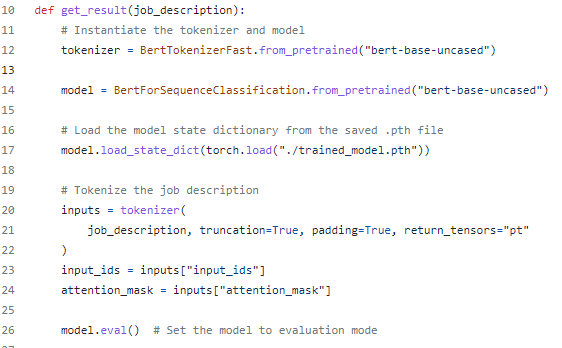 10 def get_result(job_description):
11 # Instantiate the tokenizer and model
12 tokenizer = BertTokenizerFast.from_pretrained("bert-base-uncased")
13
14 model = BertForSequenceClassification.from_pretrained("bert-base-uncased")
15
16 # Load the model state dictionary from the saved .pth file
17 model.load_state_dict(torch.load("./trained_model.pth"))
18
19 # Tokenize the job description
20 inputs = tokenizer(
21 job_description, truncation=True, padding=True, return_tensors="pt"
22 )
23 input_ids = inputs["input_ids"]
24 attention_mask = inputs["attention_mask"]
25
26 model.eval() # Set the model to evaluation mode